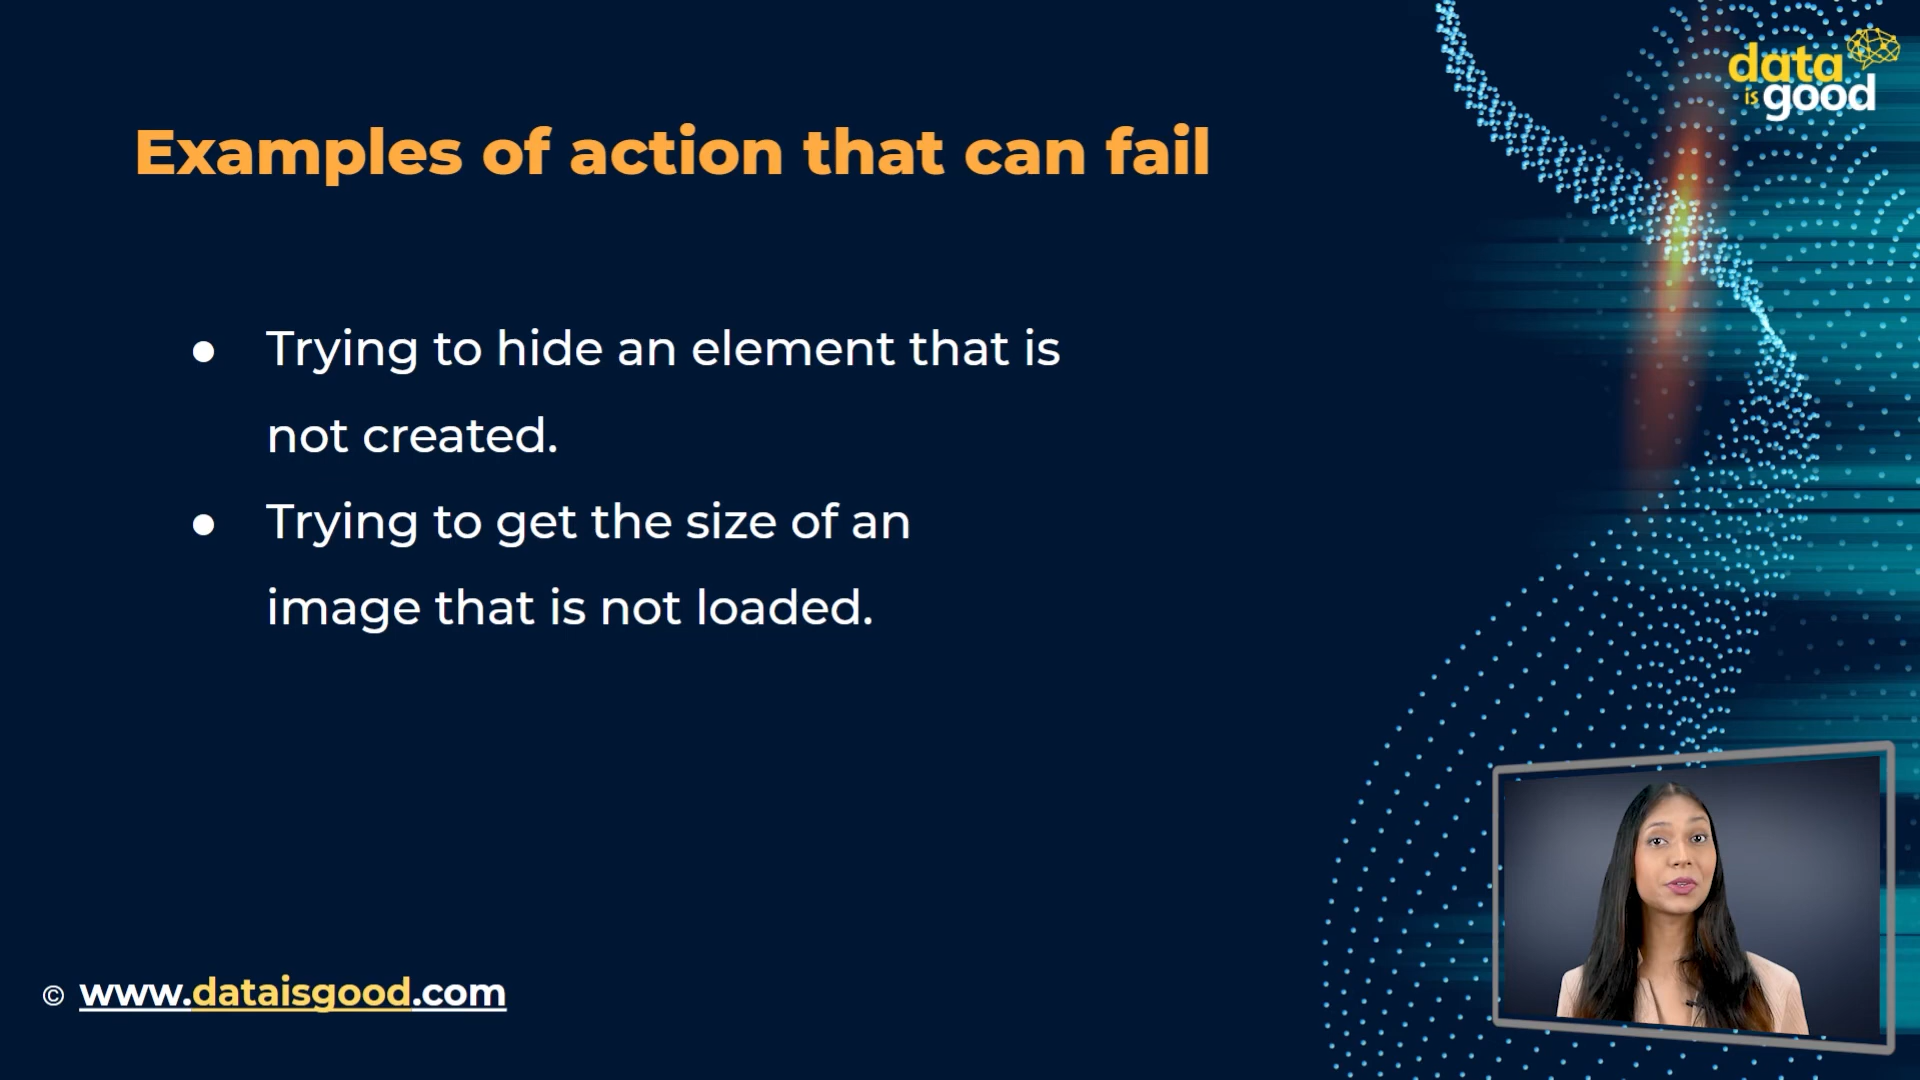 data
is good
Examples of action that can fail
● Trying to hide an element that is
not created.
● Trying to get the size of an
image that is not loaded.
© www.dataisgood.com